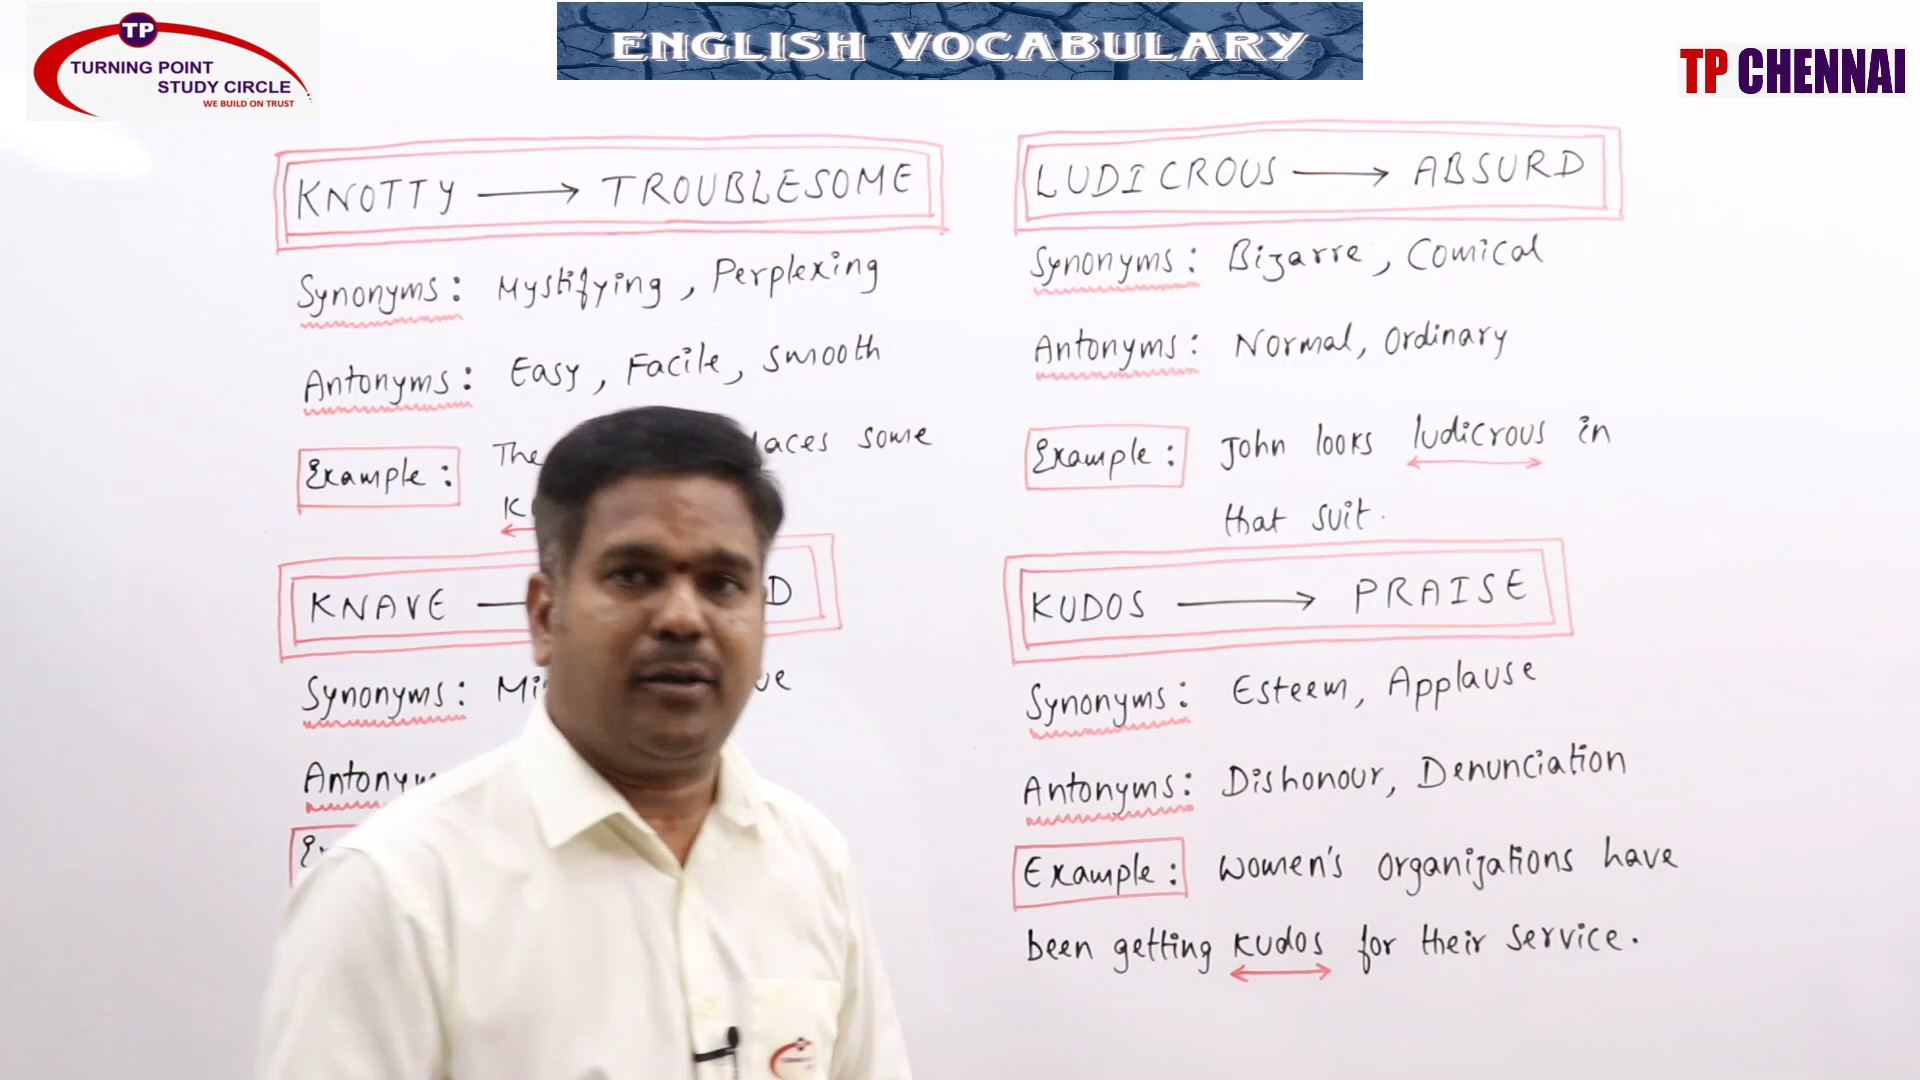 TP
TURNING POINT
STUDY CIRCLE
WE BUILD ON TRUST
ENGLISH VOCABULARY
TP CHENNAI
KNOTTY → TROUBLESOME
Synonyms: Mystifying, Perplexing
Antonyms: Easy, Facile, smooth
Example: The some
KNAVE
Synonyms:
LUDICROUS → ABSURD
Synonyms: Bizarre, Comical
Antonyms: Normal, Ordinary
Example: John looks ludicrous in
that suit.
KUDOS → PRAISE
Synonyms: Esteem, Applause
Antonyms: Dishonour, Denunciation
Example: Women's organizations have
been getting kudos for their service.